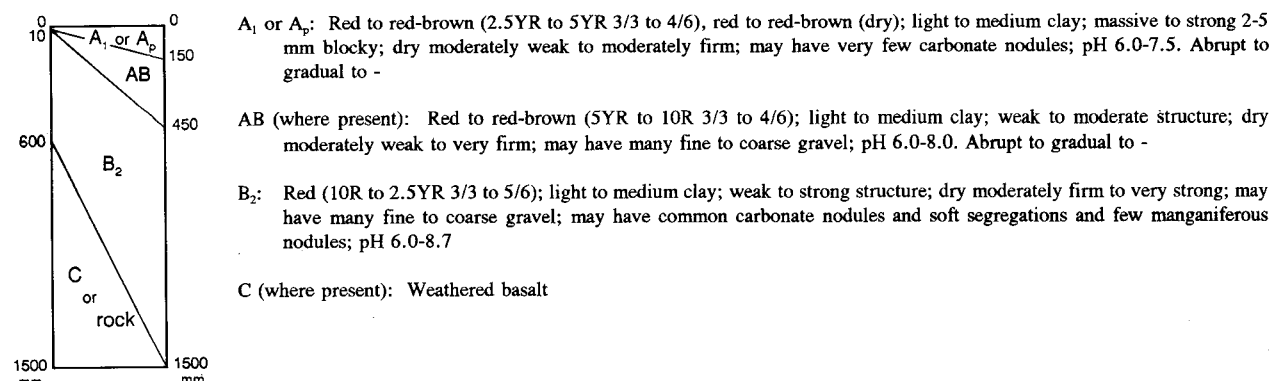 0
10
A₁ or Aₚ
AB
600
B₂
C
or
rock
1500
mm
0
150
450
1500
mm
A₁ or Aₚ: Red to red-brown (2.5YR to 5YR 3/3 to 4/6), red to red-brown (dry); light to medium clay; massive to strong 2-5
mm blocky; dry moderately weak to moderately firm; may have very few carbonate nodules; pH 6.0-7.5. Abrupt to
gradual to -
AB (where present): Red to red-brown (5YR to 10R 3/3 to 4/6); light to medium clay; weak to moderate structure; dry
moderately weak to very firm; may have many fine to coarse gravel; pH 6.0-8.0. Abrupt to gradual to -
B₂: Red (10R to 2.5YR 3/3 to 5/6); light to medium clay; weak to strong structure; dry moderately firm to very strong; may
have many fine to coarse gravel; may have common carbonate nodules and soft segregations and few manganiferous
nodules; pH 6.0-8.7
C (where present): Weathered basalt